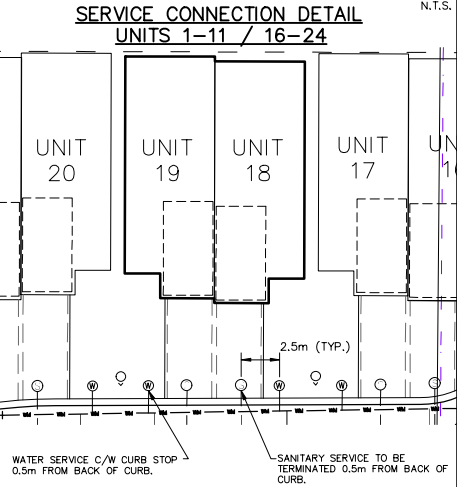 SERVICE CONNECTION DETAIL
N.T.S.
UNITS 1-11 / 16-24
UNIT
20
UNIT
19
UNIT
18
UNIT
17
UN
16
2.5m (TYP.)
S W W S S W W S S
WATER SERVICE C/W CURB STOP
0.5m FROM BACK OF CURB.
SANITARY SERVICE TO BE
TERMINATED 0.5m FROM BACK OF
CURB.